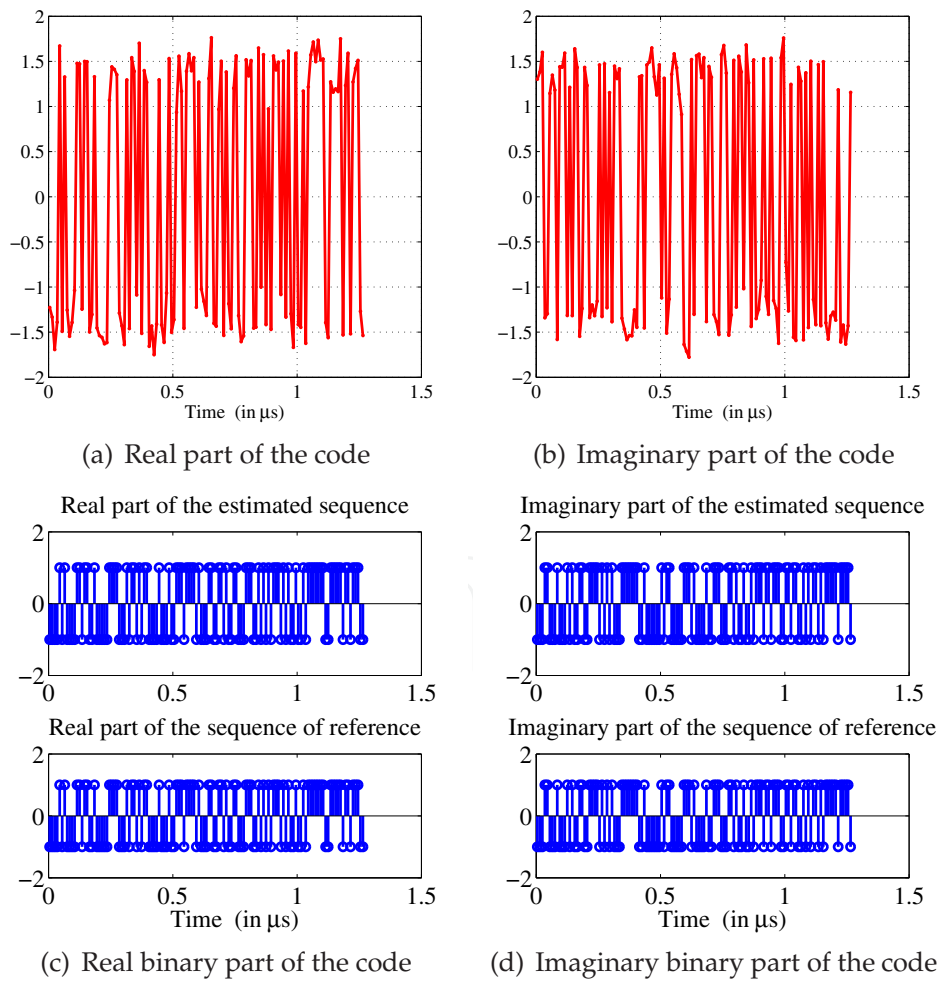 2
1.5
1
0.5
0
−0.5
−1
−1.5
−2
0 0.5 1 1.5
Time (in μs)
2
1.5
1
0.5
0
−0.5
−1
−1.5
−2
0 0.5 1 1.5
Time (in μs)
(a) Real part of the code
(b) Imaginary part of the code
Real part of the estimated sequence
2
0
−2
0 0.5 1 1.5
Real part of the sequence of reference
2
0
−2
0 0.5 1 1.5
Time (in μs)
Imaginary part of the estimated sequence
2
0
−2
0 0.5 1 1.5
Imaginary part of the sequence of reference
2
0
−2
0 0.5 1 1.5
Time (in μs)
(c) Real binary part of the code
(d) Imaginary binary part of the code